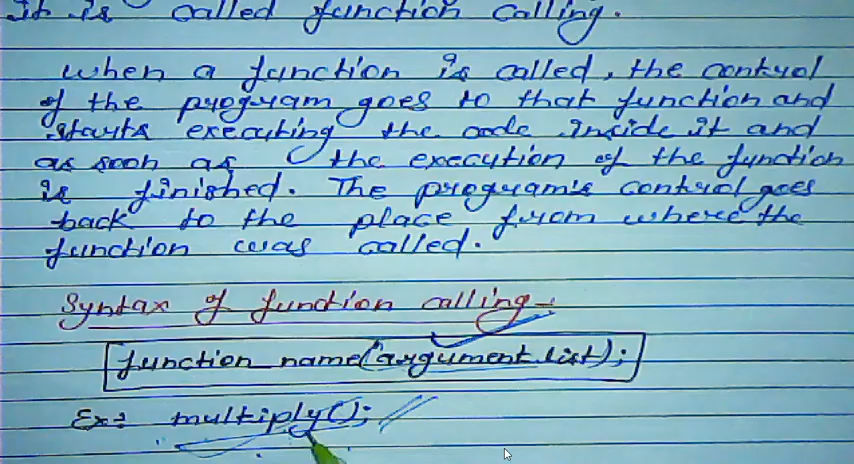 It is called function calling.
when a function is called, the control
of the program goes to that function and
starts executing the code inside it and
as soon as the execution of the function
is finished. The program's control goes
back to the place from where the
function was called.
Syntax of function calling-
function name(argument list);
Ex: multiply();